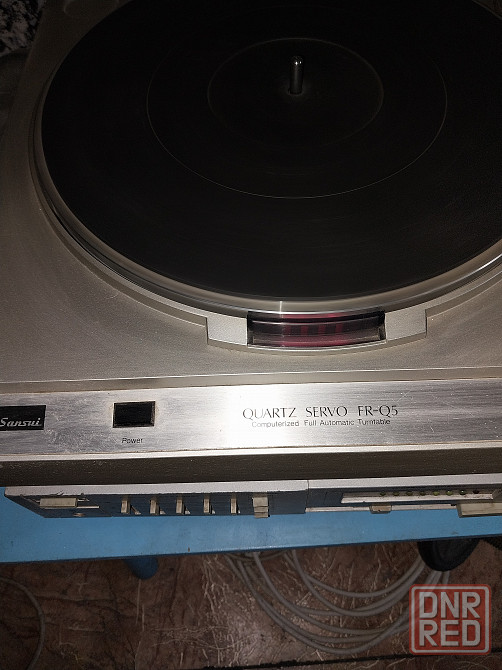 Sansui
Power
QUARTZ SERVO FR-Q5
Computerized Full Automatic Turntable
DNR
RED